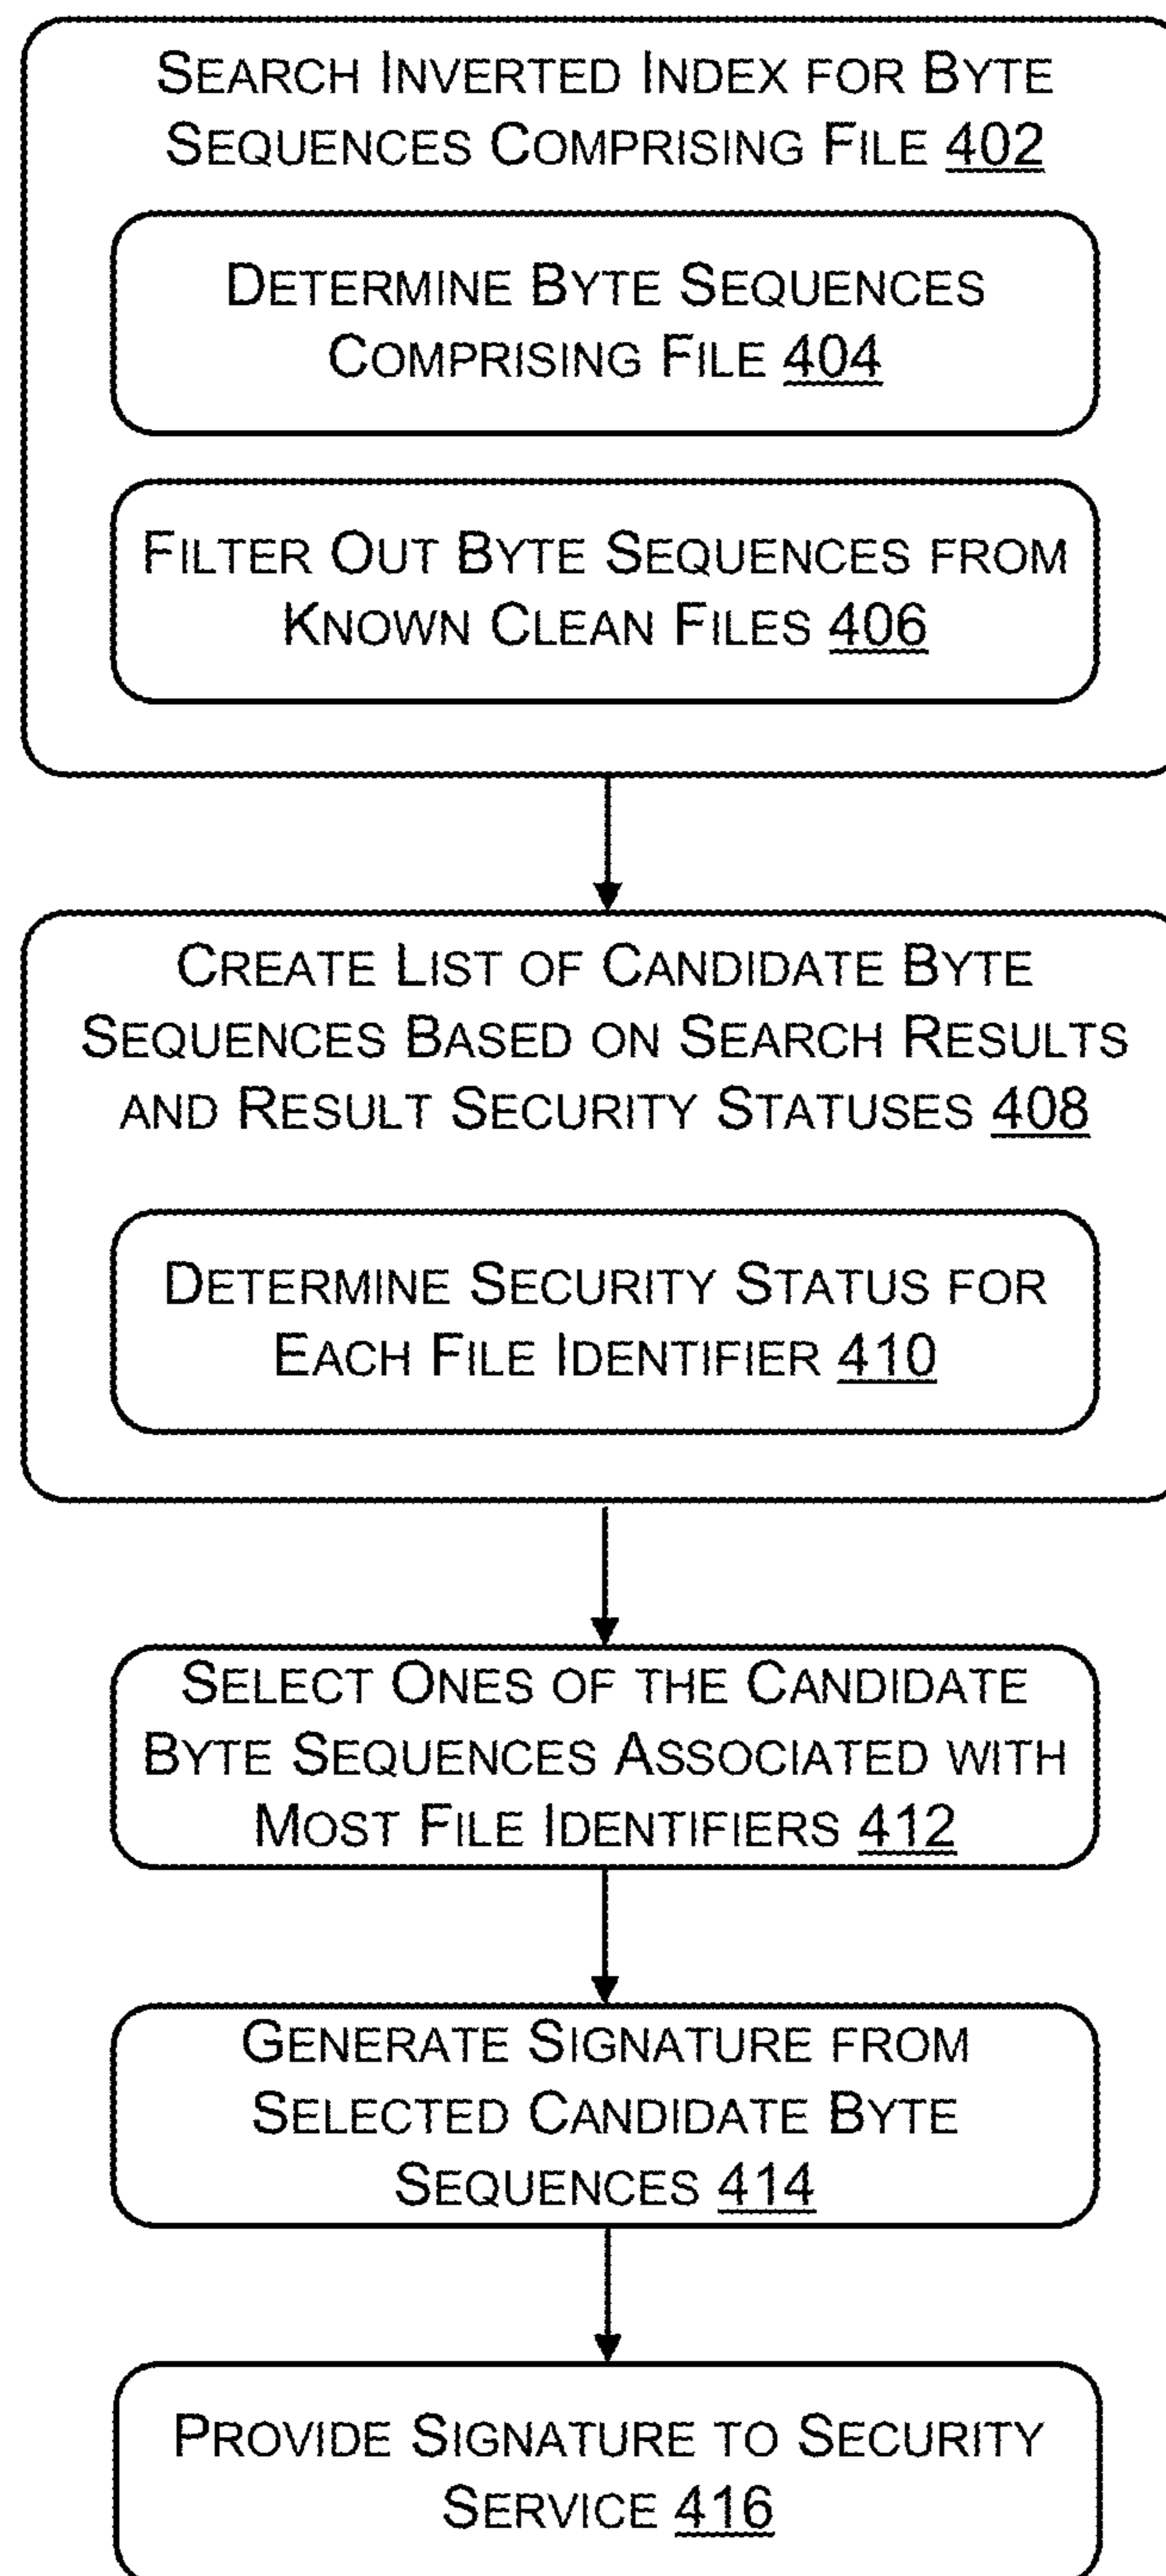 SEARCH INVERTED INDEX FOR BYTE
SEQUENCES COMPRISING FILE 402
DETERMINE BYTE SEQUENCES
COMPRISING FILE 404
FILTER OUT BYTE SEQUENCES FROM
KNOWN CLEAN FILES 406
CREATE LIST OF CANDIDATE BYTE
SEQUENCES BASED ON SEARCH RESULTS
AND RESULT SECURITY STATUSES 408
DETERMINE SECURITY STATUS FOR
EACH FILE IDENTIFIER 410
SELECT ONES OF THE CANDIDATE
BYTE SEQUENCES ASSOCIATED WITH
MOST FILE IDENTIFIERS 412
GENERATE SIGNATURE FROM
SELECTED CANDIDATE BYTE
SEQUENCES 414
PROVIDE SIGNATURE TO SECURITY
SERVICE 416